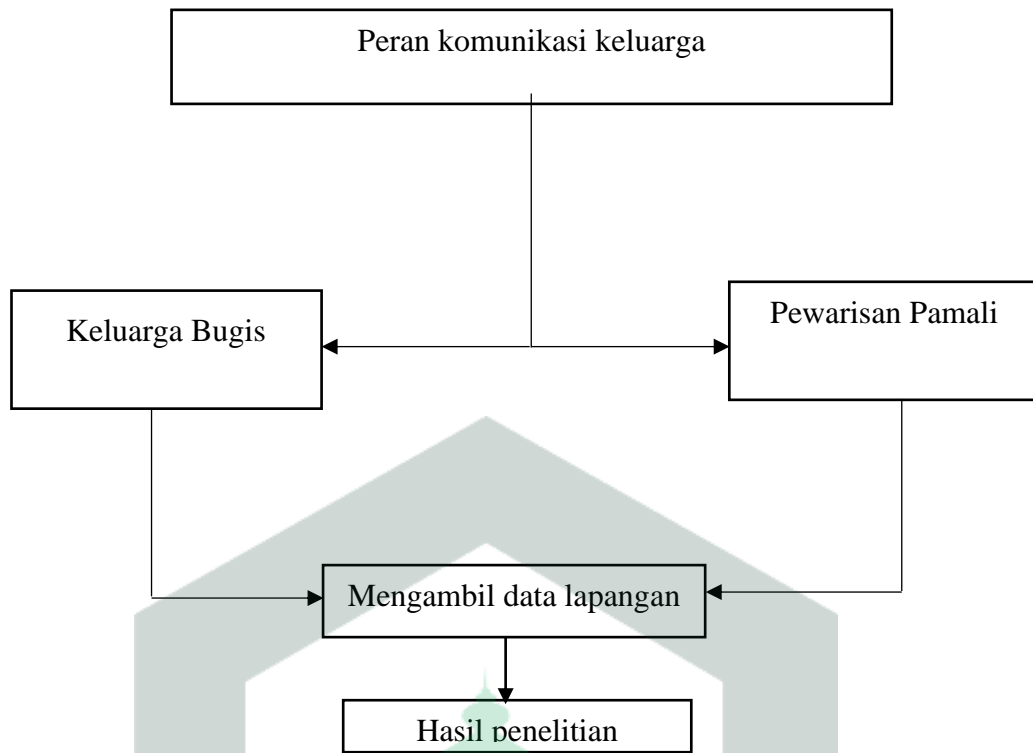 Peran komunikasi keluarga
Keluarga Bugis
Pewarisan Pamali
Mengambil data lapangan
Hasil penelitian